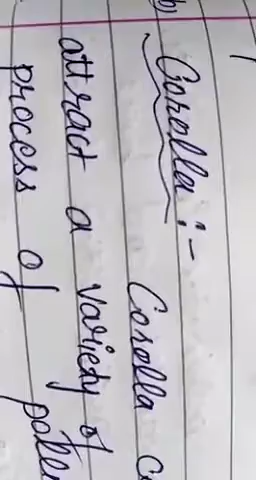 b) Corolla :-
Corolla
attract a variety of
process of